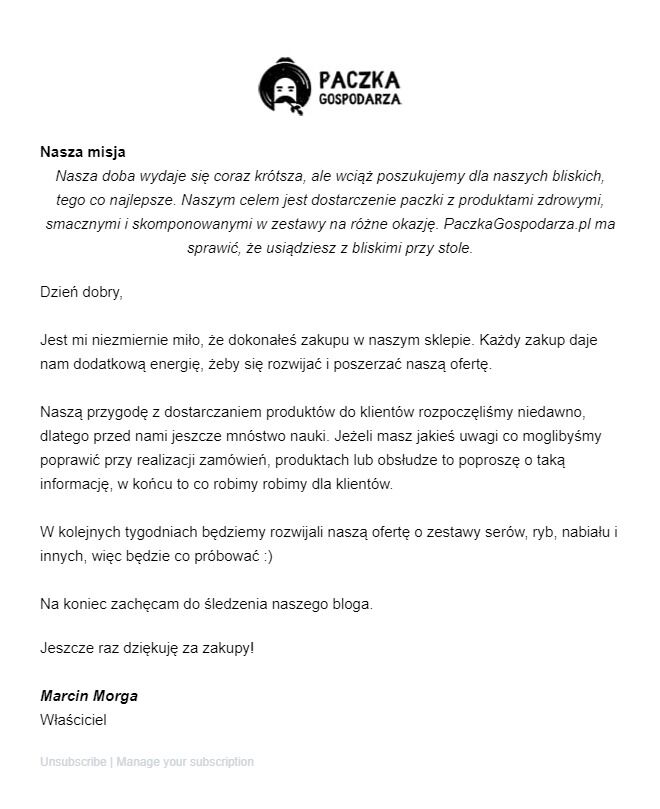 PACZKA
GOSPODARZA
Nasza misja
Nasza doba wydaje się coraz krótsza, ale wciąż poszukujemy dla naszych bliskich,
tego co najlepsze. Naszym celem jest dostarczenie paczki z produktami zdrowymi,
smacznymi i skomponowanymi w zestawy na różne okazję. PaczkaGospodarza.pl ma
sprawić, że usiądziesz z bliskimi przy stole.
Dzień dobry,
Jest mi niezmiernie miło, że dokonałeś zakupu w naszym sklepie. Każdy zakup daje
nam dodatkową energię, żeby się rozwijać i poszerzać naszą ofertę.
Naszą przygodę z dostarczaniem produktów do klientów rozpoczęliśmy niedawno,
dlatego przed nami jeszcze mnóstwo nauki. Jeżeli masz jakieś uwagi co moglibyśmy
poprawić przy realizacji zamówień, produktach lub obsłudze to poproszę o taką
informację, w końcu to co robimy robimy dla klientów.
W kolejnych tygodniach będziemy rozwijali naszą ofertę o zestawy serów, ryb, nabiału i
innych, więc będzie co próbować :)
Na koniec zachęcam do śledzenia naszego bloga.
Jeszcze raz dziękuję za zakupy!
Marcin Morga
Właściciel
Unsubscribe | Manage your subscription